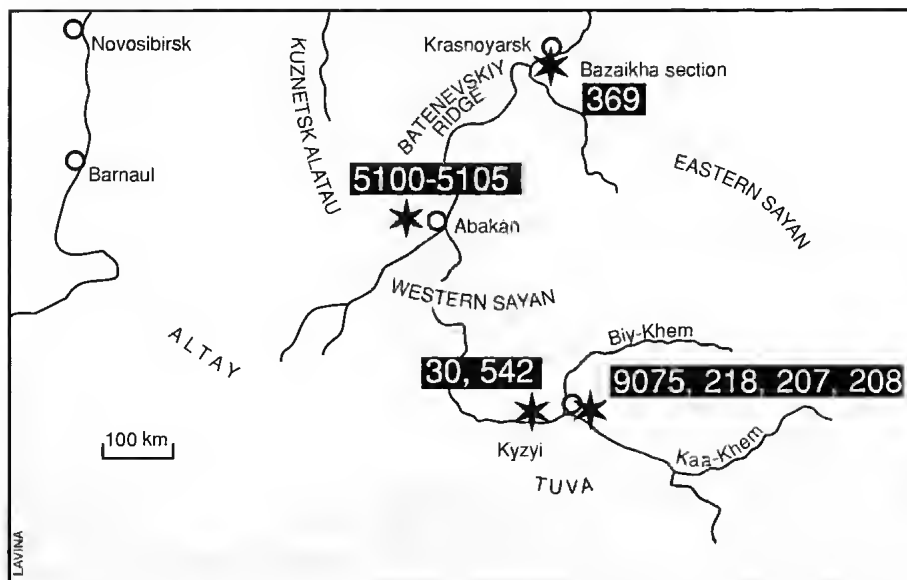 Novosibirsk
Krasnoyarsk
KUZNETSK ALATAU
BATENEVSKIY
RIDGE
Bazaikha section
369
Barnaul
5100-5105
EASTERN SAYAN
Abakan
WESTERN SAYAN
ALTAY
Biy-Khem
30, 542
9075, 218, 207, 208
100 km
Kyzyi
Kaa-Khem
TUVA
LAVINA